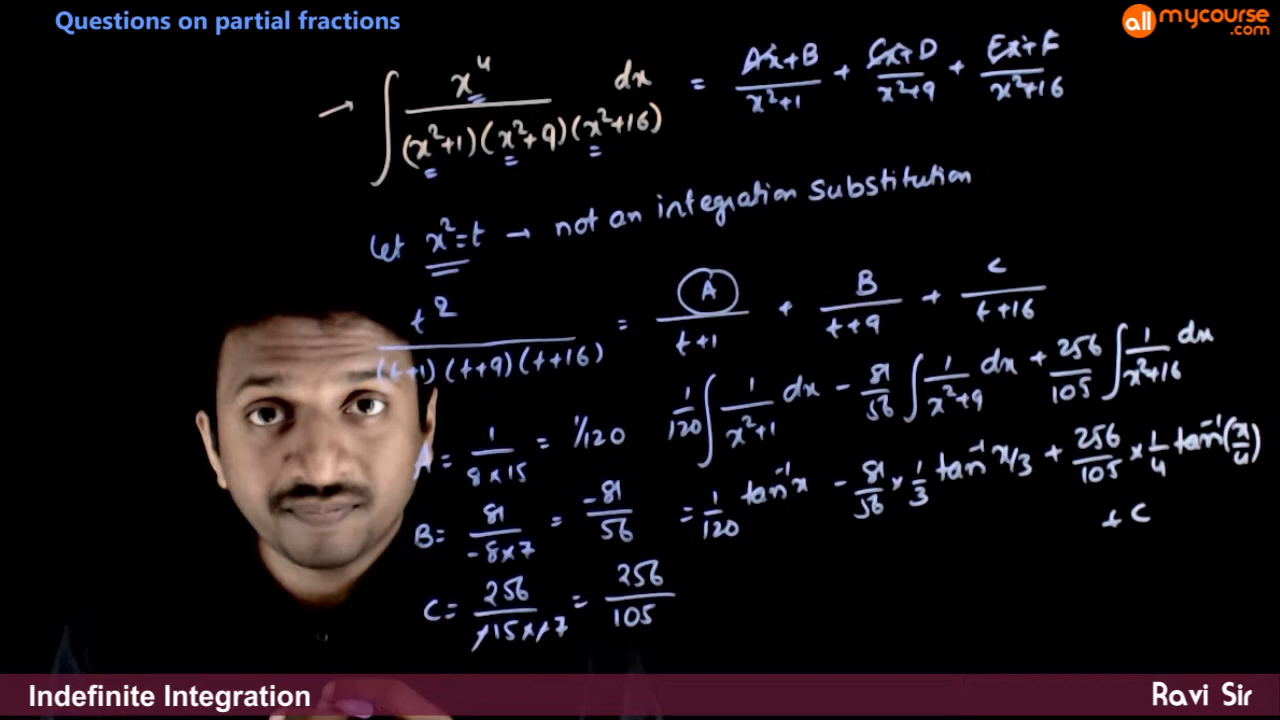 Questions on partial fractions
allmycourse.com
→ ∫ x⁴ / (x²+1)(x²+9)(x²+16) dx = Ax+B / x²+1 + Cx+D / x²+9 + Ex+F / x²+16
let x²=t → not an integration substitution
t² / (t+1)(t+9)(t+16) = A / t+1 + B / t+9 + C / t+16
1/120 ∫ 1 / x²+1 dx - 81/56 ∫ 1 / x²+9 dx + 256/105 ∫ 1 / x²+16 dx
A = 1 / 8×15 = 1/120
= 1/120 tan⁻¹x - 81/56 × 1/3 tan⁻¹ x/3 + 256/105 × 1/4 tan⁻¹(x/4)
+ C
B = 81 / -8×7 = -81/56
C = 256 / -15×-7 = 256/105
Indefinite Integration
Ravi Sir